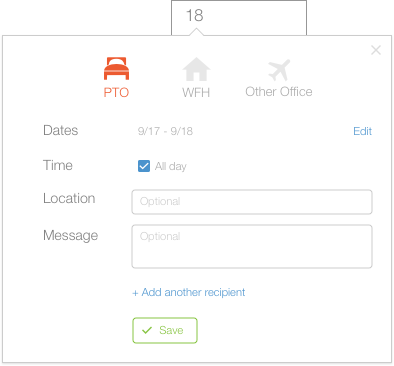 18
PTO WFH Other Office
Dates 9/17 - 9/18 Edit
Time All day
Location Optional
Message Optional
+ Add another recipient
Save